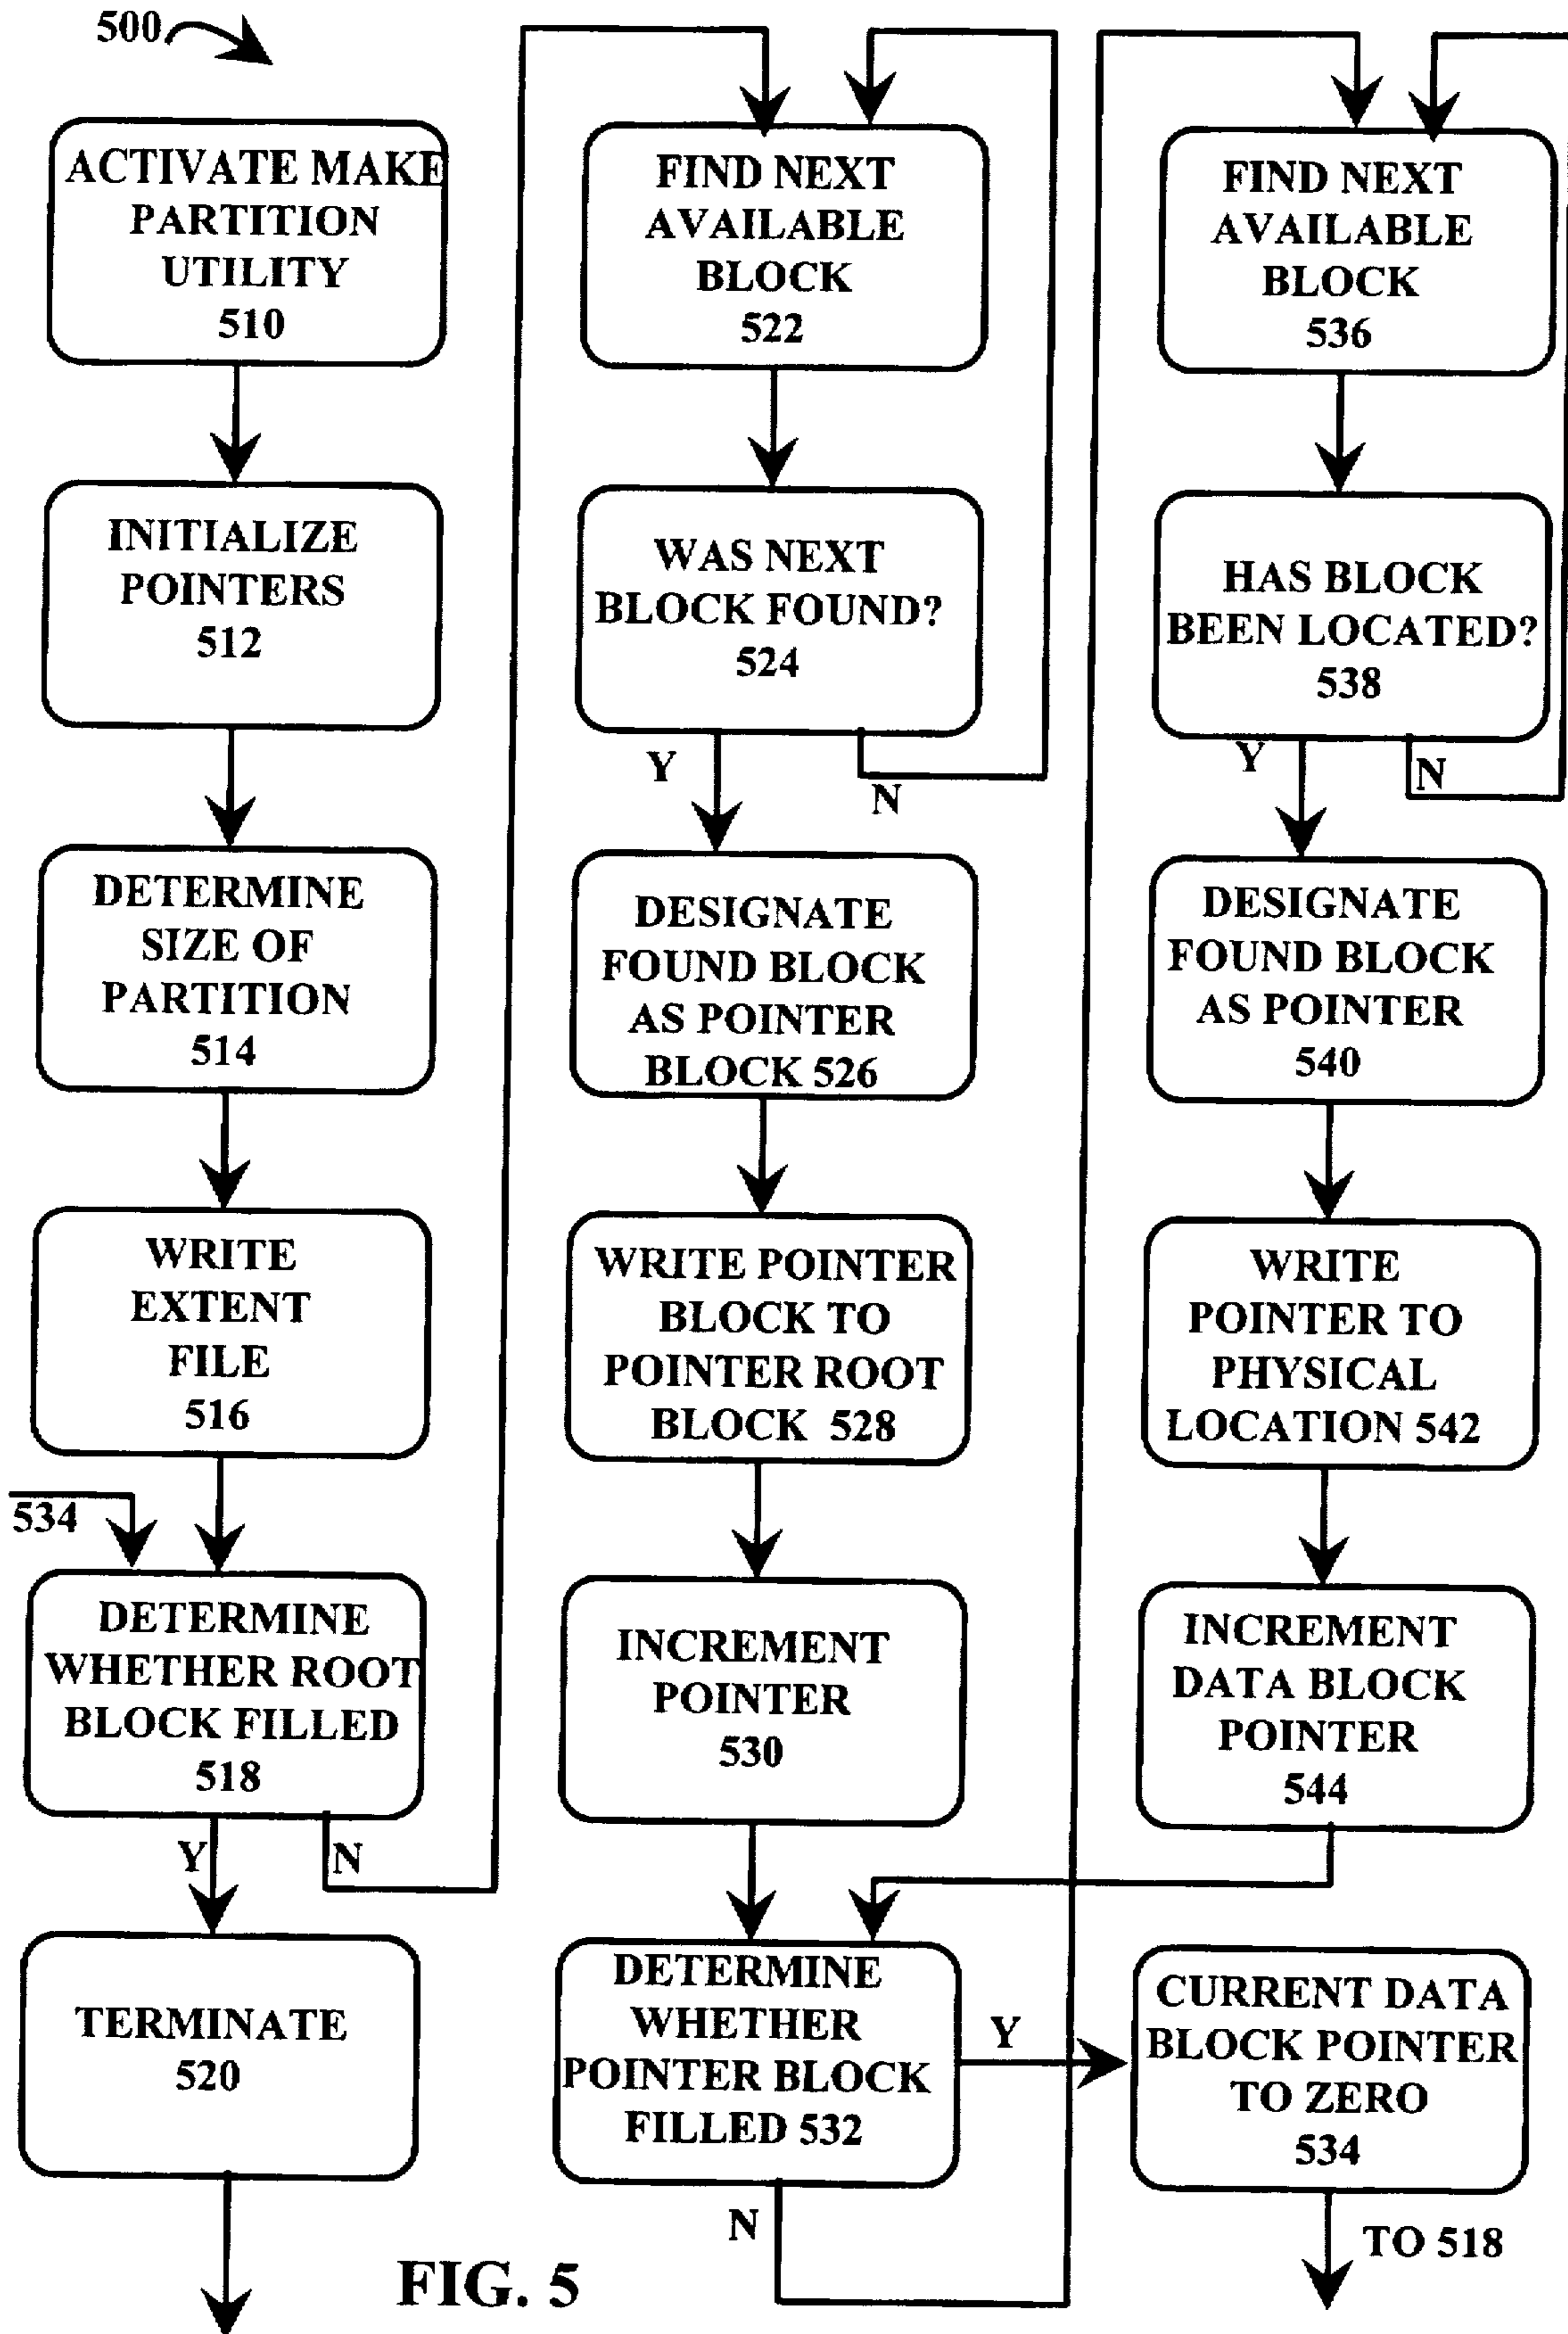 500
ACTIVATE MAKE
PARTITION
UTILITY
510
INITIALIZE
POINTERS
512
DETERMINE
SIZE OF
PARTITION
514
WRITE
EXTENT
FILE
516
534
DETERMINE
WHETHER ROOT
BLOCK FILLED
518
Y
N
TERMINATE
520
FIND NEXT
AVAILABLE
BLOCK
522
WAS NEXT
BLOCK FOUND?
524
Y
N
DESIGNATE
FOUND BLOCK
AS POINTER
BLOCK 526
WRITE POINTER
BLOCK TO
POINTER ROOT
BLOCK 528
INCREMENT
POINTER
530
DETERMINE
WHETHER
POINTER BLOCK
FILLED 532
Y
N
FIND NEXT
AVAILABLE
BLOCK
536
HAS BLOCK
BEEN LOCATED?
538
Y
N
DESIGNATE
FOUND BLOCK
AS POINTER
540
WRITE
POINTER TO
PHYSICAL
LOCATION 542
INCREMENT
DATA BLOCK
POINTER
544
CURRENT DATA
BLOCK POINTER
TO ZERO
534
TO 518
FIG. 5